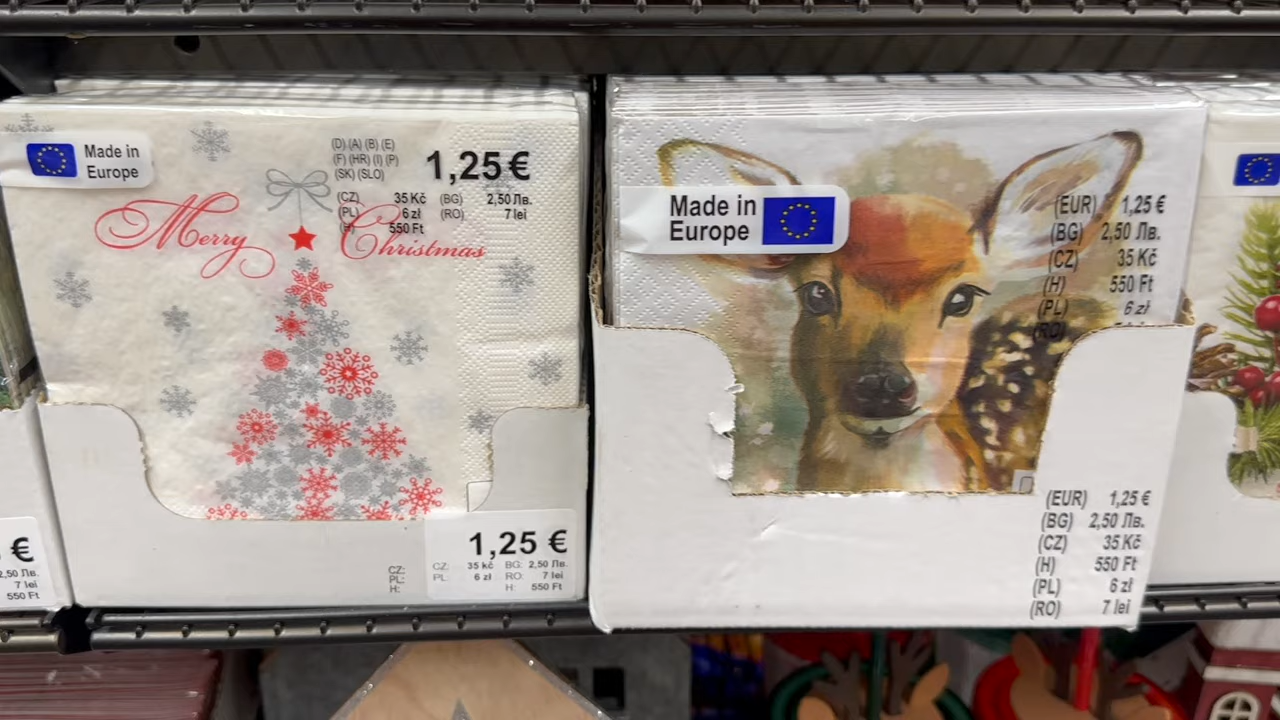 Made in
Europe
(D) (A) (B) (E)
(F) (HR) (I) (P)
(SK) (SLO)
1,25 €
(CZ) 35 Kč (BG) 2,50 Лв.
(PL) 6 zł (RO) 7 lei
(H) 550 Ft
Merry Christmas
1,25 €
CZ: CZ: 35 kč BG: 2,50 Лв.
PL: PL: 6 zł RO: 7 lei
H: H: 550 Ft
€
2,50 Лв.
7 lei
550 Ft
Made in
Europe
(EUR) 1,25 €
(BG) 2,50 Лв.
(CZ) 35 Kč
(H) 550 Ft
(PL) 6 zł
(RO)
(EUR) 1,25 €
(BG) 2,50 Лв.
(CZ) 35 Kč
(H) 550 Ft
(PL) 6 zł
(RO) 7 lei